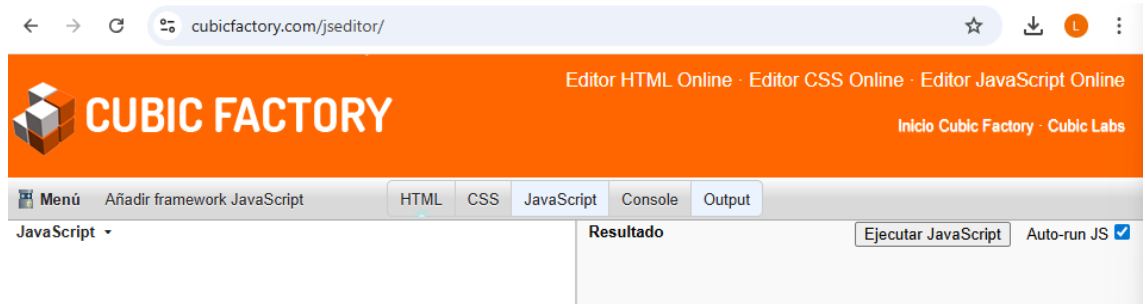 cubicfactory.com/jseditor/
L
Editor HTML Online · Editor CSS Online · Editor JavaScript Online
CUBIC FACTORY
Inicio Cubic Factory · Cubic Labs
Menú Añadir framework JavaScript HTML CSS JavaScript Console Output
JavaScript Resultado Ejecutar JavaScript Auto-run JS